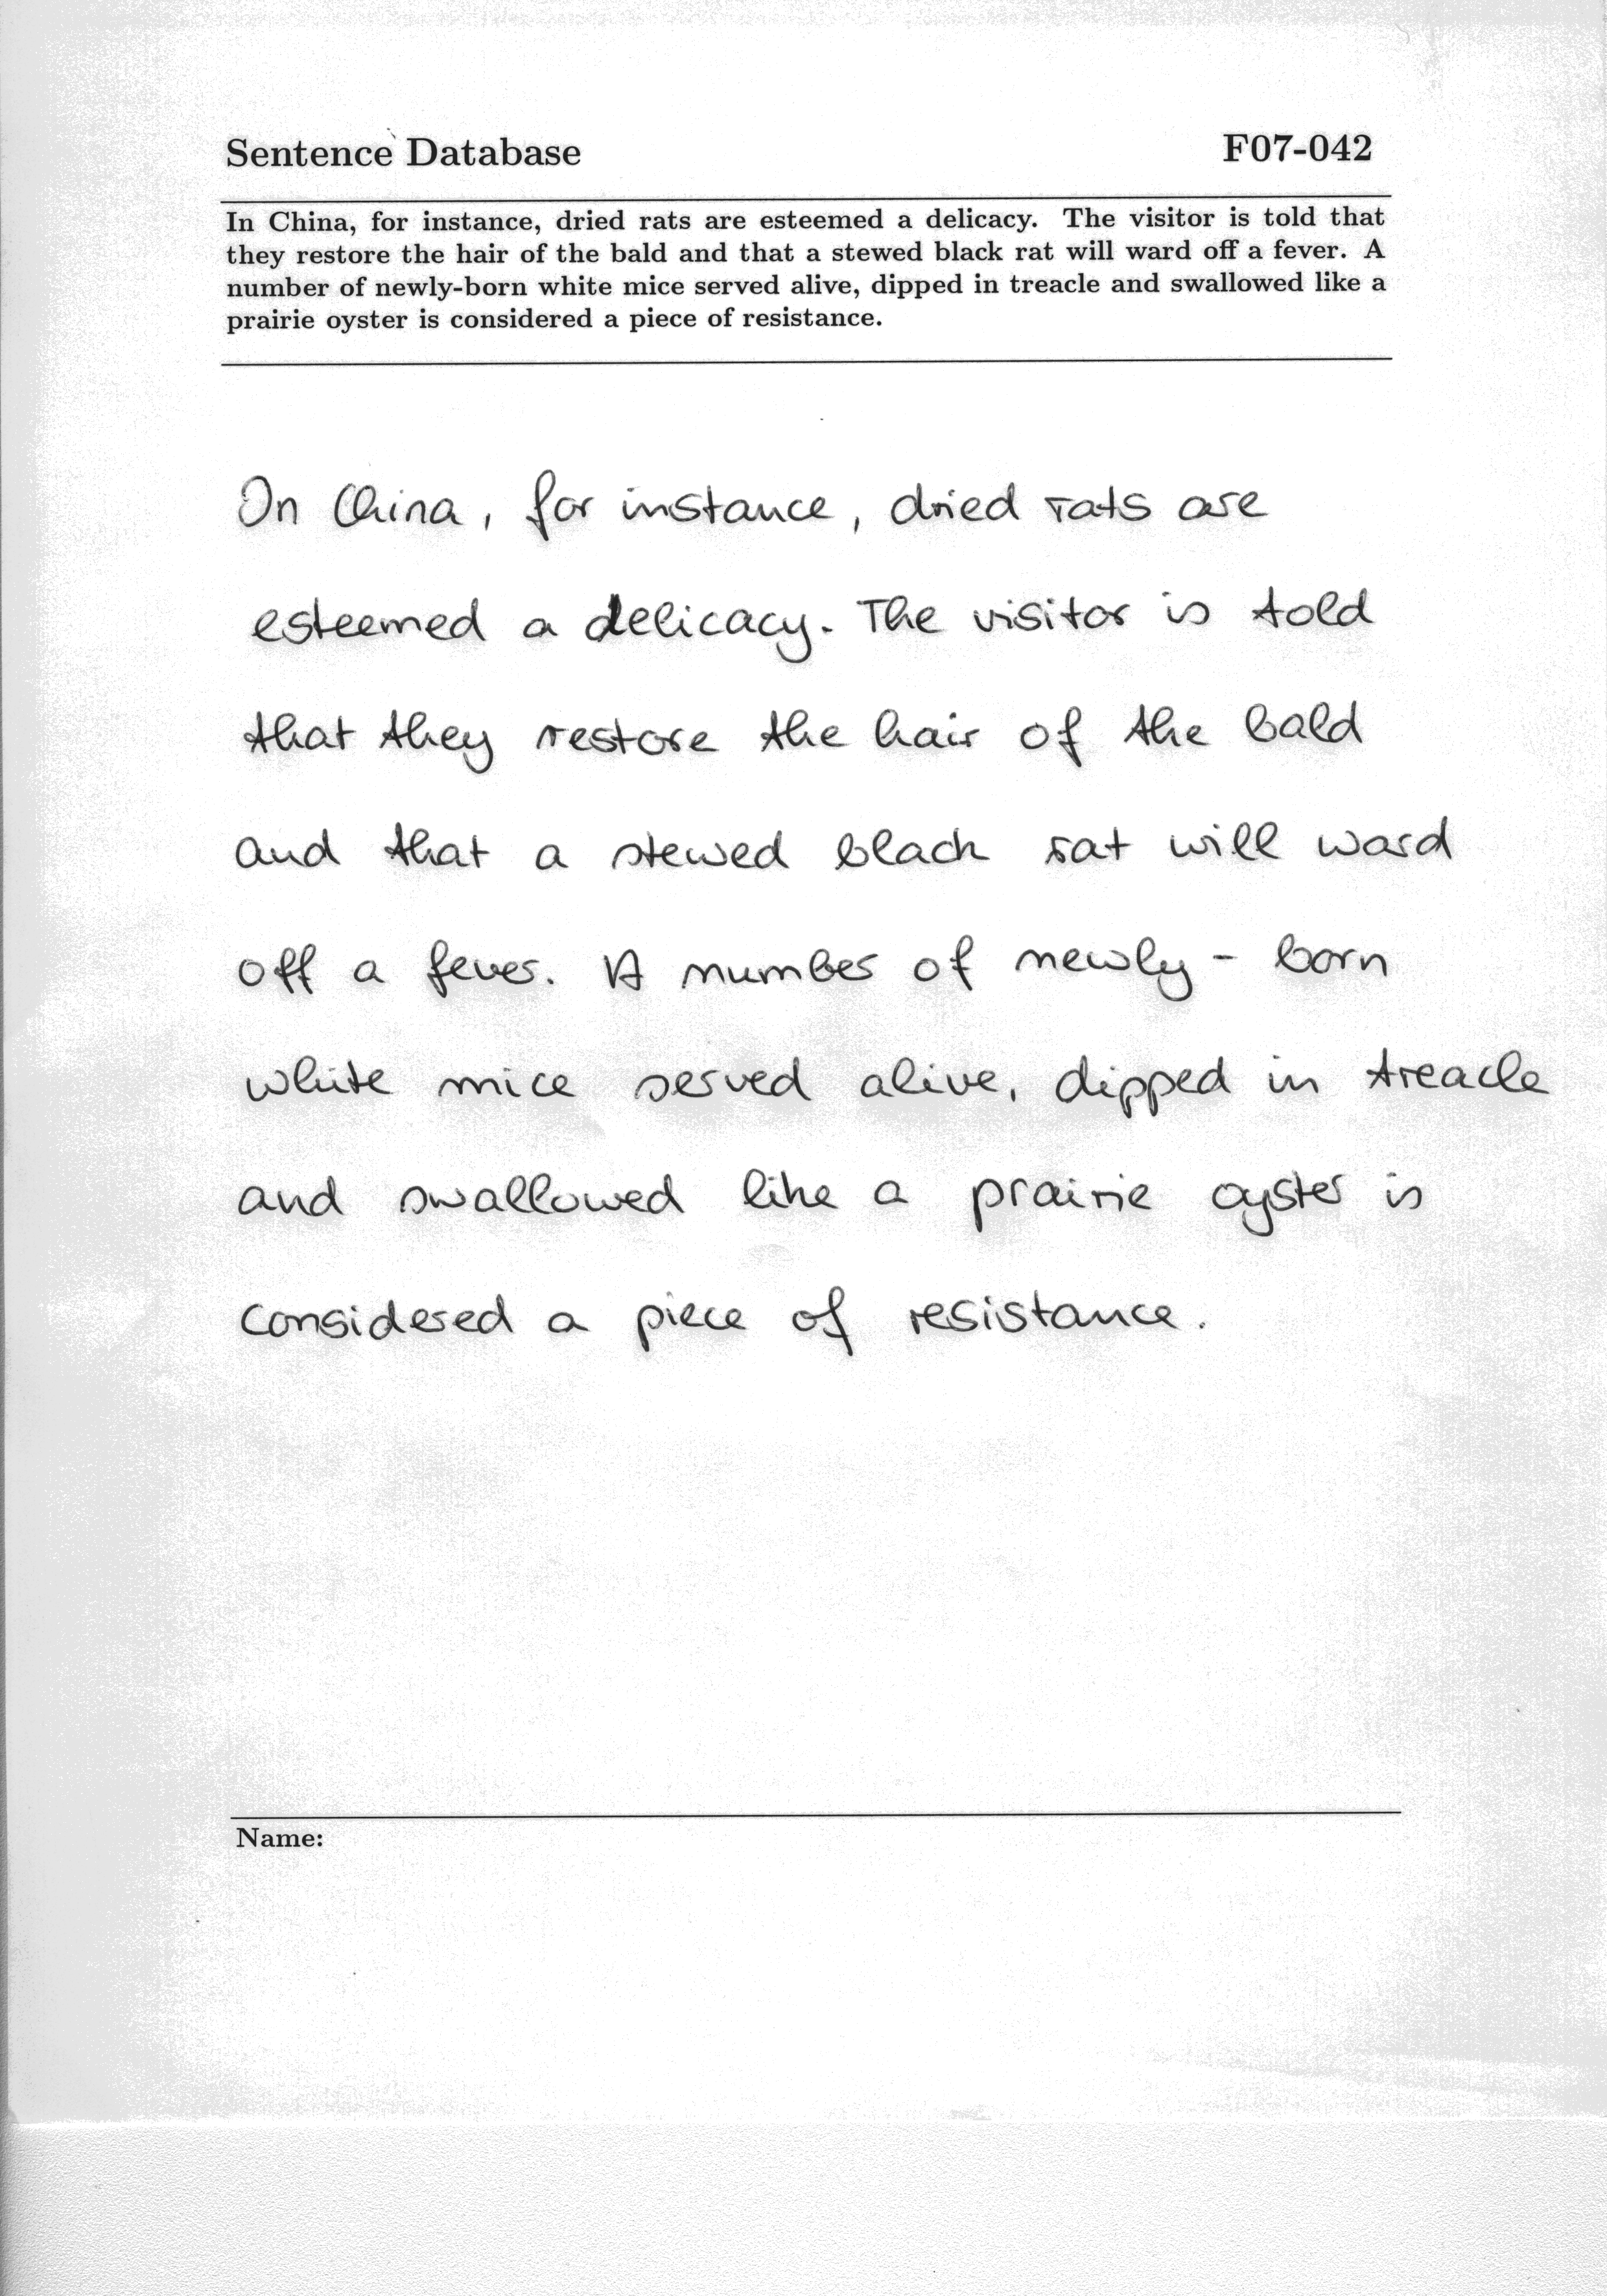 Sentence Database F07-042
In China, for instance, dried rats are esteemed a delicacy. The visitor is told that
they restore the hair of the bald and that a stewed black rat will ward off a fever. A
number of newly-born white mice served alive, dipped in treacle and swallowed like a
prairie oyster is considered a piece of resistance.
In China, for instance, dried rats are
esteemed a delicacy. The visitor is told
that they restore the hair of the bald
and that a stewed black rat will ward
off a fever. A number of newly - born
white mice served alive, dipped in treacle
and swallowed like a prairie oyster is
considered a piece of resistance.
Name: